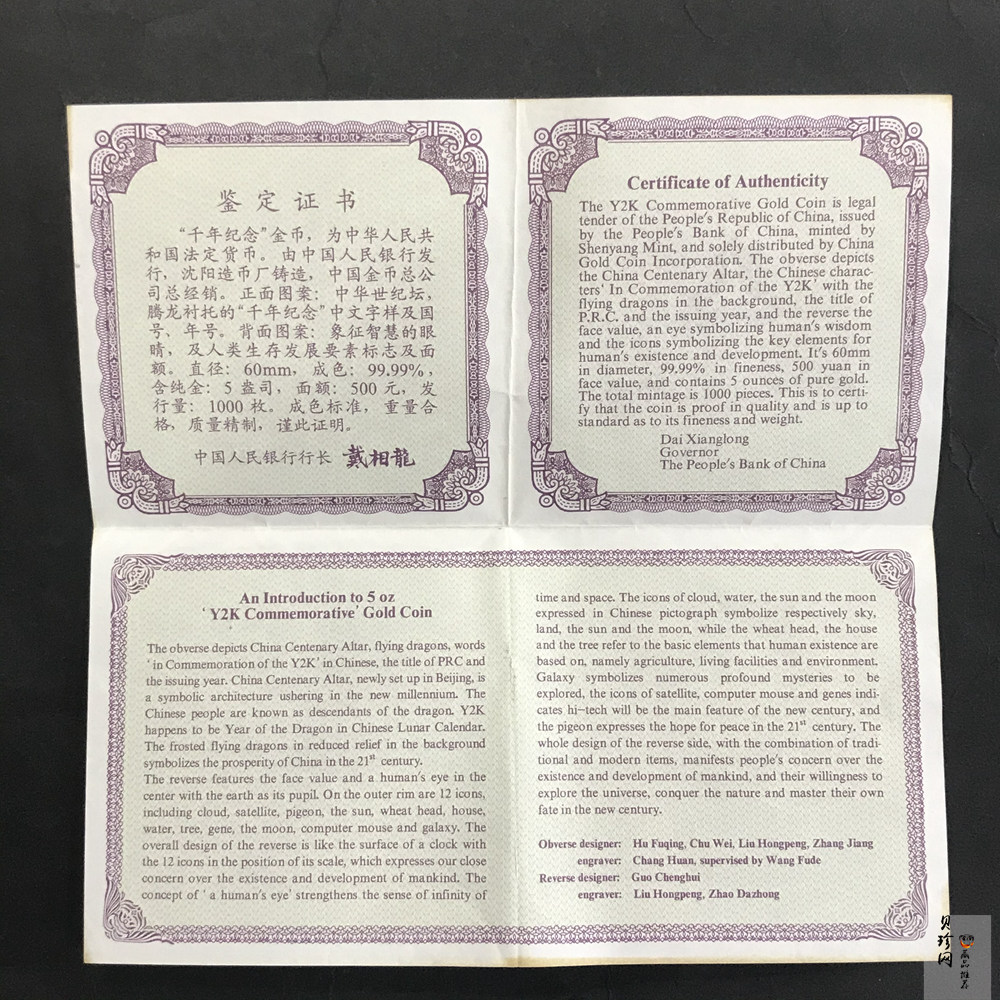 鉴定证书
“千年纪念”金币，为中华人民共
和国法定货币。由中国人民银行发
行，沈阳造币厂铸造，中国金币总公
司总经销。正面图案：中华世纪坛，
腾龙衬托的“千年纪念”中文字样及国
号、年号。背面图案：象征智慧的眼
睛，及人类生存发展要素标志及面
额。直径：60mm，成色：99.99%，
含纯金：5 盎司，面额：500 元，发
行量：1000 枚。成色标准，重量合
格，质量精制，谨此证明。
中国人民银行行长 戴相龍
Certificate of Authenticity
The Y2K Commemorative Gold Coin is legal
tender of the People's Republic of China, issued
by the People's Bank of China, minted by
Shenyang Mint, and solely distributed by China
Gold Coin Incorporation. The obverse depicts
the China Centenary Altar, the Chinese charac-
ters' In Commemoration of the Y2K' with the
flying dragons in the background, the title of
P.R.C. and the issuing year, and the reverse the
face value, an eye symbolizing human's wisdom
and the icons symbolizing the key elements for
human's existence and development. It's 60mm
in diameter, 99.99% in fineness, 500 yuan in
face value, and contains 5 ounces of pure gold.
The total mintage is 1000 pieces. This is to certi-
fy that the coin is proof in quality and is up to
standard as to its fineness and weight.
Dai Xianglong
Governor
The People's Bank of China
An Introduction to 5 oz
'Y2K Commemorative' Gold Coin
The obverse depicts China Centenary Altar, flying dragons, words
'in Commemoration of the Y2K' in Chinese, the title of PRC and
the issuing year. China Centenary Altar, newly set up in Beijing, is
a symbolic architecture ushering in the new millennium. The
Chinese people are known as descendants of the dragon. Y2K
happens to be Year of the Dragon in Chinese Lunar Calendar.
The frosted flying dragons in reduced relief in the background
symbolizes the prosperity of China in the 21st century.
The reverse features the face value and a human's eye in the
center with the earth as its pupil. On the outer rim are 12 icons,
including cloud, satellite, pigeon, the sun, wheat head, house,
water, tree, gene, the moon, computer mouse and galaxy. The
overall design of the reverse is like the surface of a clock with
the 12 icons in the position of its scale, which expresses our close
concern over the existence and development of mankind. The
concept of ' a human's eye' strengthens the sense of infinity of
time and space. The icons of cloud, water, the sun and the moon
expressed in Chinese pictograph symbolize respectively sky,
land, the sun and the moon, while the wheat head, the house
and the tree refer to the basic elements that human existence are
based on, namely agriculture, living facilities and environment.
Galaxy symbolizes numerous profound mysteries to be
explored, the icons of satellite, computer mouse and genes indi-
cates hi-tech will be the main feature of the new century, and
the pigeon expresses the hope for peace in the 21st century. The
whole design of the reverse side, with the combination of tradi-
tional and modern items, manifests people's concern over the
existence and development of mankind, and their willingness to
explore the universe, conquer the nature and master their own
fate in the new century.
Obverse designer: Hu Fuqing, Chu Wei, Liu Hongpeng, Zhang Jiang
engraver: Chang Huan, supervised by Wang Fude
Reverse designer: Guo Chenghui
engraver: Liu Hongpeng, Zhao Dazhong
贝珍网